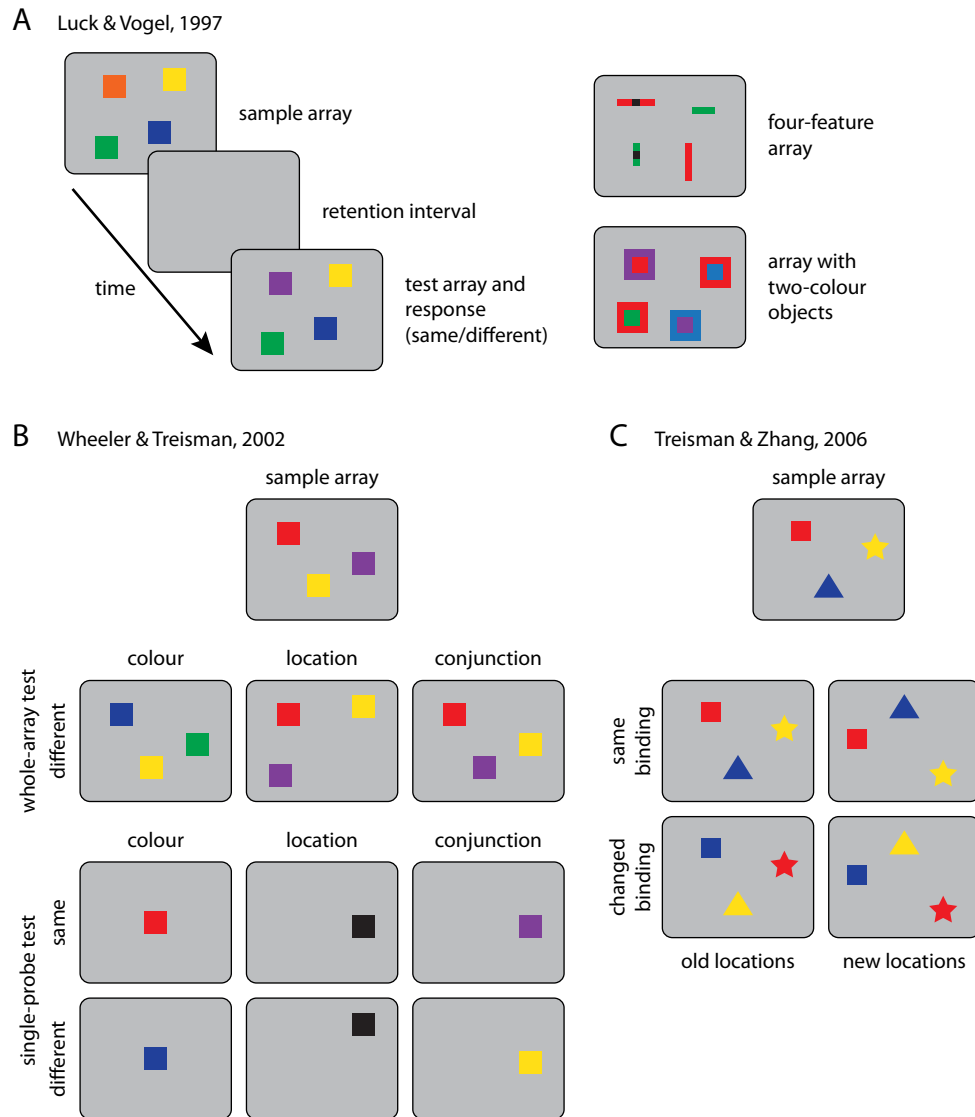 A Luck & Vogel, 1997
sample array
retention interval
time
test array and
response
(same/different)
four-feature
array
array with
two-colour
objects
B Wheeler & Treisman, 2002
sample array
whole-array test
different
colour
location
conjunction
single-probe test
same
different
colour
location
conjunction
C Treisman & Zhang, 2006
sample array
same
binding
changed
binding
old locations
new locations